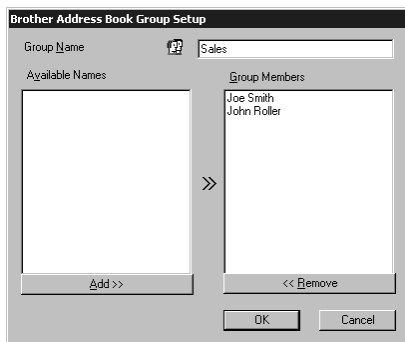 Brother Address Book Group Setup
Group Name
Sales
Available Names
Group Members
Joe Smith
John Roller
Add >>
<< Remove
OK
Cancel